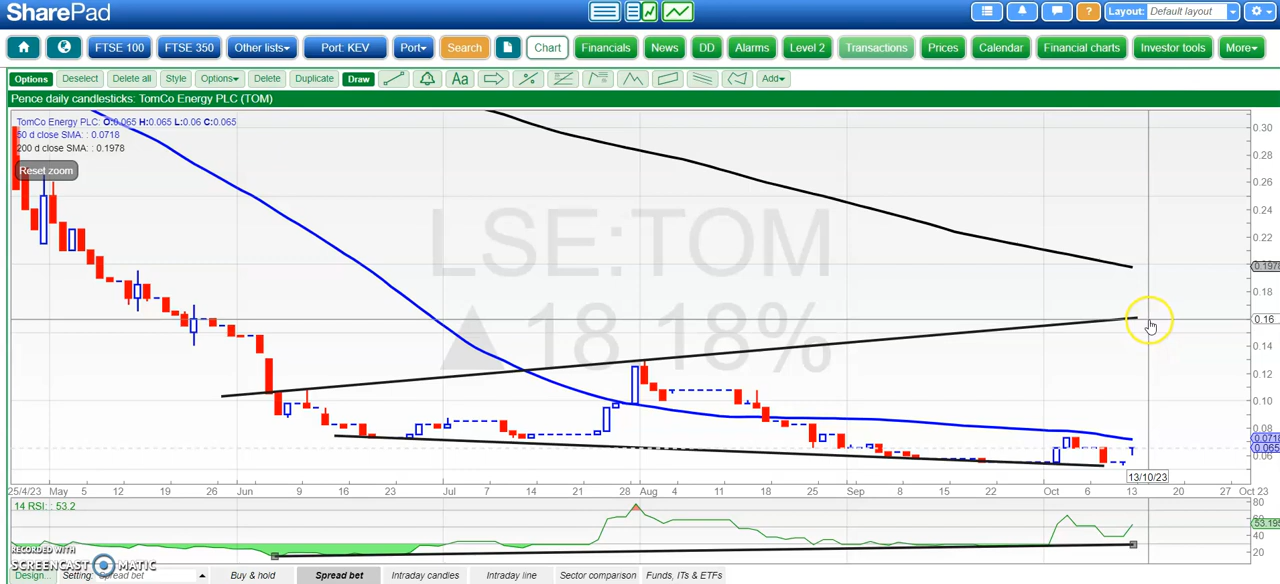 SharePad
Layout: Default layout
FTSE 100 FTSE 350 Other lists Port: KEV Port Search Chart Financials News DD Alarms Level 2 Transactions Prices Calendar Financial charts Investor tools More
Options Deselect Delete all Style Options Delete Duplicate Draw Aa Add
Pence daily candlesticks: TomCo Energy PLC (TOM)
TomCo Energy PLC: O:0.065 H:0.065 L:0.06 C:0.065
50 d close SMA: : 0.0718
200 d close SMA: : 0.1978
Reset zoom
LSE:TOM
▲18.18%
0.30
0.28
0.26
0.24
0.22
0.1978
0.18
0.16
0.14
0.12
0.10
0.0718
0.065
0.06
13/10/23
25/4/23 May 5 12 19 26 Jun 9 16 23 Jul 7 14 21 28 Aug 4 11 18 25 Sep 8 15 22 Oct 6 13 20 27 Oct 23
14 RSI: : 53.2
80
53.195
40
20
RECORDED WITH
SCREENCAST MATIC
Design... Setting: Spread bet Buy & hold Spread bet Intraday candles Intraday line Sector comparison Funds, ITs & ETFs